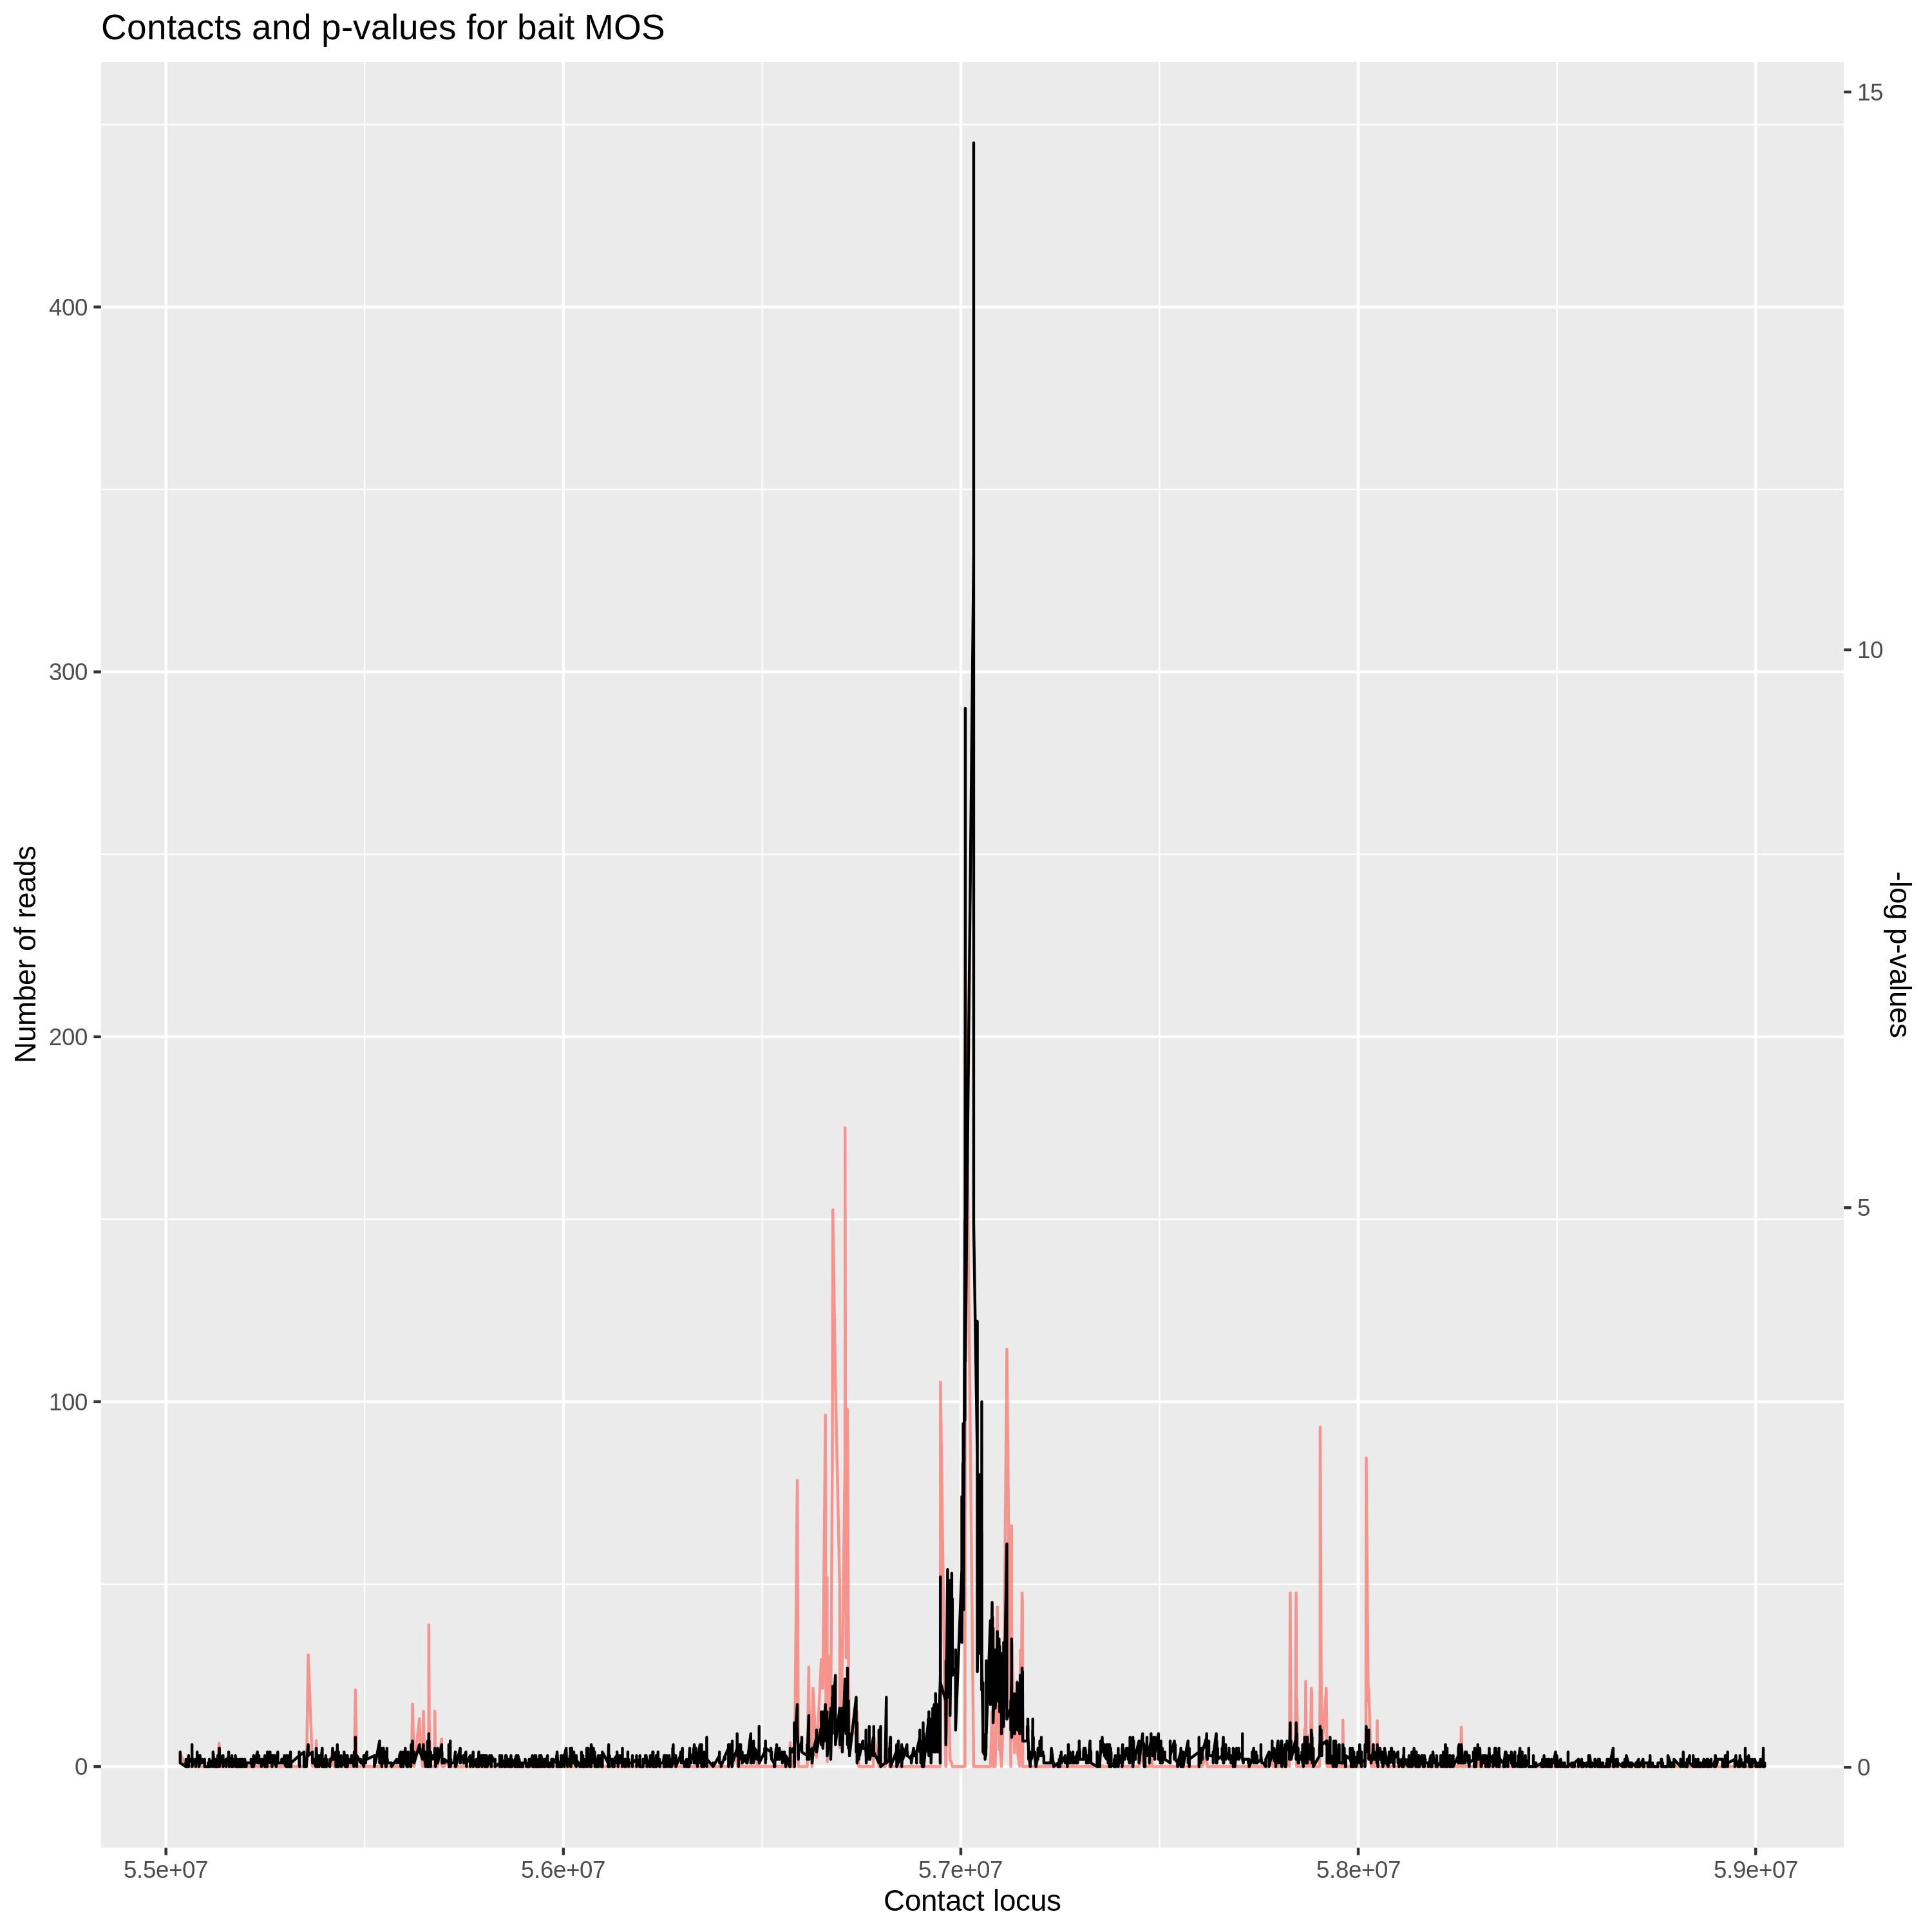 Contacts and p-values for bait MOS
15
400
10
300
Number of reads
-log p-values
200
5
100
0
0
5.5e+07
5.6e+07
5.7e+07
5.8e+07
5.9e+07
Contact locus